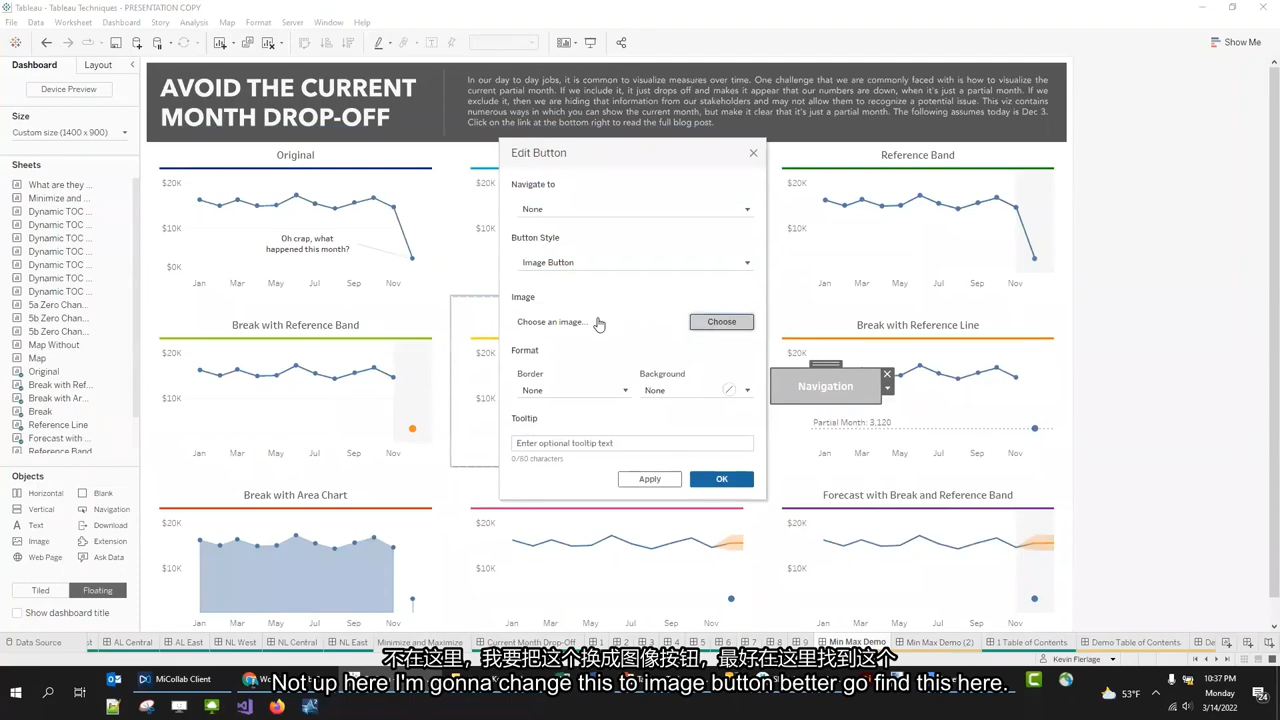 Tableau - Tableau Techniques - PRESENTATION COPY
File Data Worksheet Dashboard Story Analysis Map Format Server Window Help
Show Me
Dashboard Layout
Device Preview
Size
Custom size (1400 x 900)
Sheets
What are they ...
Minimize and ...
Dynamic TOC ...
Dynamic TOC ...
Dynamic TOC ...
Dynamic TOC ...
Dynamic TOC ...
Dynamic TOC ...
Dynamic TOC ...
5a Zero Chan...
5b Zero Chan...
5b Zero Chan...
Map Without
Map
Original
Break with Ref...
Break with Ar...
Break
Reference Line
Forecast with ...
Reference Band
Objects
Horizontal Blank
Vertical Navigation
Text Download
Image Extension
Web Page Ask Data
Tiled Floating
Show dashboard title
AVOID THE CURRENT
MONTH DROP-OFF
In our day to day jobs, it is common to visualize measures over time. One challenge that we are commonly faced with is how to visualize the
current partial month. If we include it, it just drops off and makes it appear that our numbers are down, when it's just a partial month. If we
exclude it, then we are hiding that information from our stakeholders and may not allow them to recognize a potential issue. This viz contains
numerous ways in which you can show the current month, but make it clear that it's just a partial month. The following assumes today is Dec 3.
Click on the link at the bottom right to read the full blog post.
Original
$20K
$10K
$0K
Oh crap, what
happened this month?
Jan Mar May Jul Sep Nov
Reference Band
$20K
$10K
Jan Mar May Jul Sep Nov
$20K
$10K
$0K
Edit Button
Navigate to
None
Button Style
Image Button
Image
Choose an image...
Choose
Format
Border Background
None None
Tooltip
Enter optional tooltip text
0/80 characters
Apply OK
Break with Reference Band
$20K
$10K
Jan Mar May Jul Sep Nov
$20K
$10K
Break with Reference Line
$20K
Navigation
Partial Month: 3,120
Jan Mar May Jul Sep Nov
Break with Area Chart
$20K
$10K
Jan Mar May Jul Sep Nov
$20K
$10K
Jan Mar May Jul Sep Nov
Forecast with Break and Reference Band
$20K
$10K
Jan Mar May Jul Sep Nov
Data Source AL Central AL East NL West NL Central NL East Minimize and Maximize Current Month Drop-Off 1 2 3 4 5 6 7 8 9 Min Max Demo Min Max Demo (2) 1 Table of Contents Demo Table of Contents De
Kevin Flerlage
不在这里，我要把这个换成图像按钮，最好在这里找到这个
Not up here I'm gonna change this to image button better go find this here.
MiCollab Client
53°F
10:37 PM
Monday
3/14/2022
24